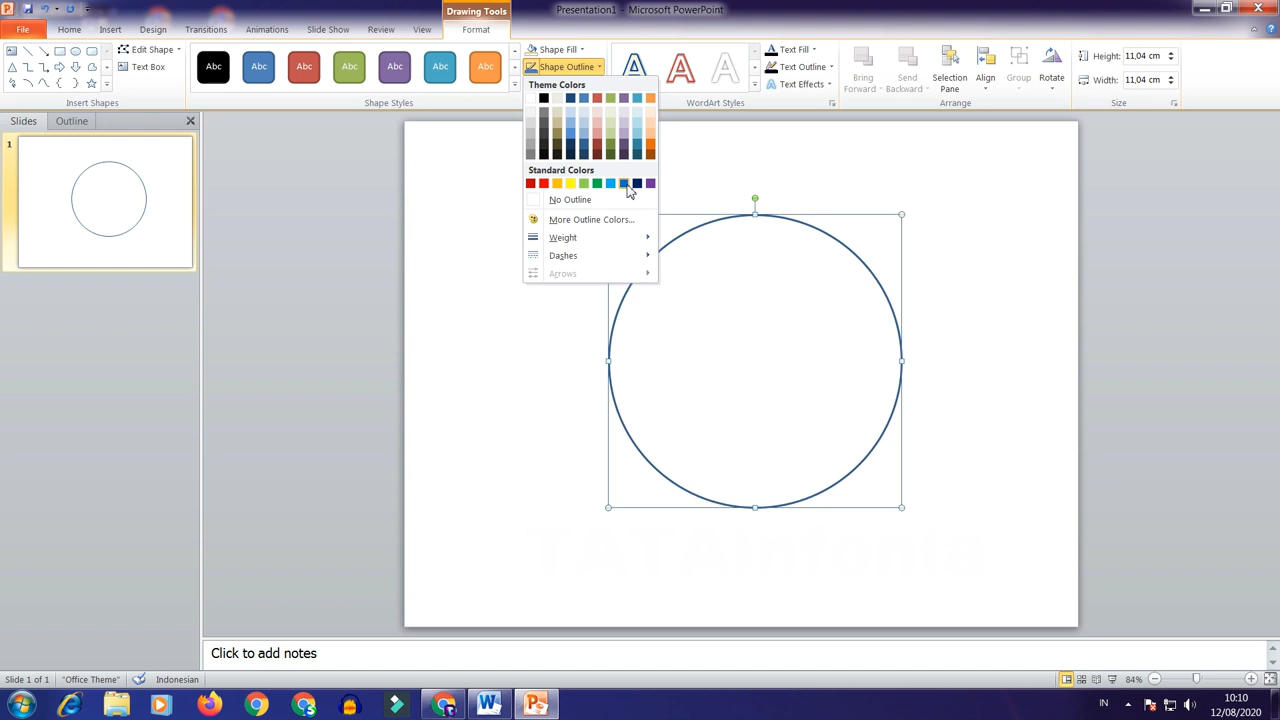 Drawing Tools
Presentation1 - Microsoft PowerPoint
File Home Insert Design Transitions Animations Slide Show Review View Format
Edit Shape
Text Box
Insert Shapes
Abc Abc Abc Abc Abc Abc Abc
Shape Styles
Shape Fill
Shape Outline
A A A
WordArt Styles
Text Fill
Text Outline
Text Effects
Bring Forward
Send Backward
Selection Pane
Align
Group
Rotate
Arrange
Height: 11,04 cm
Width: 11,04 cm
Size
Theme Colors
Standard Colors
No Outline
More Outline Colors...
Weight
Dashes
Arrows
Slides Outline
1
TATAinfonia
Click to add notes
Slide 1 of 1 "Office Theme" Indonesian
84%
IN
10:10
12/08/2020